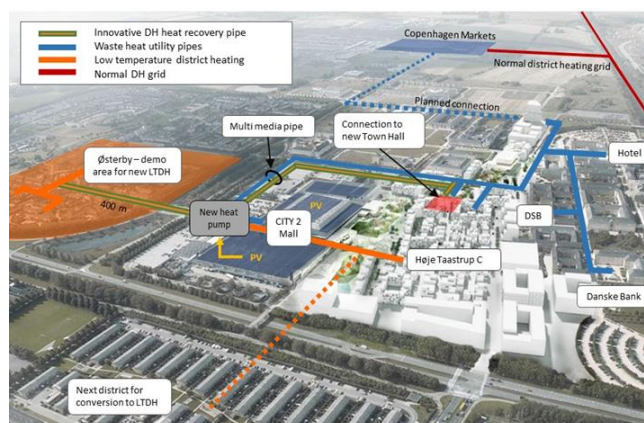 Innovative DH heat recovery pipe
Waste heat utility pipes
Low temperature district heating
Normal DH grid
Copenhagen Markets
Normal district heating grid
Planned connection
Multi media pipe
Connection to
new Town Hall
Hotel
Østerby – demo
area for new LTDH
400 m
New heat
pump
PV
CITY 2
Mall
PV
DSB
Høje Taastrup C
Danske Bank
Next district for
conversion to LTDH